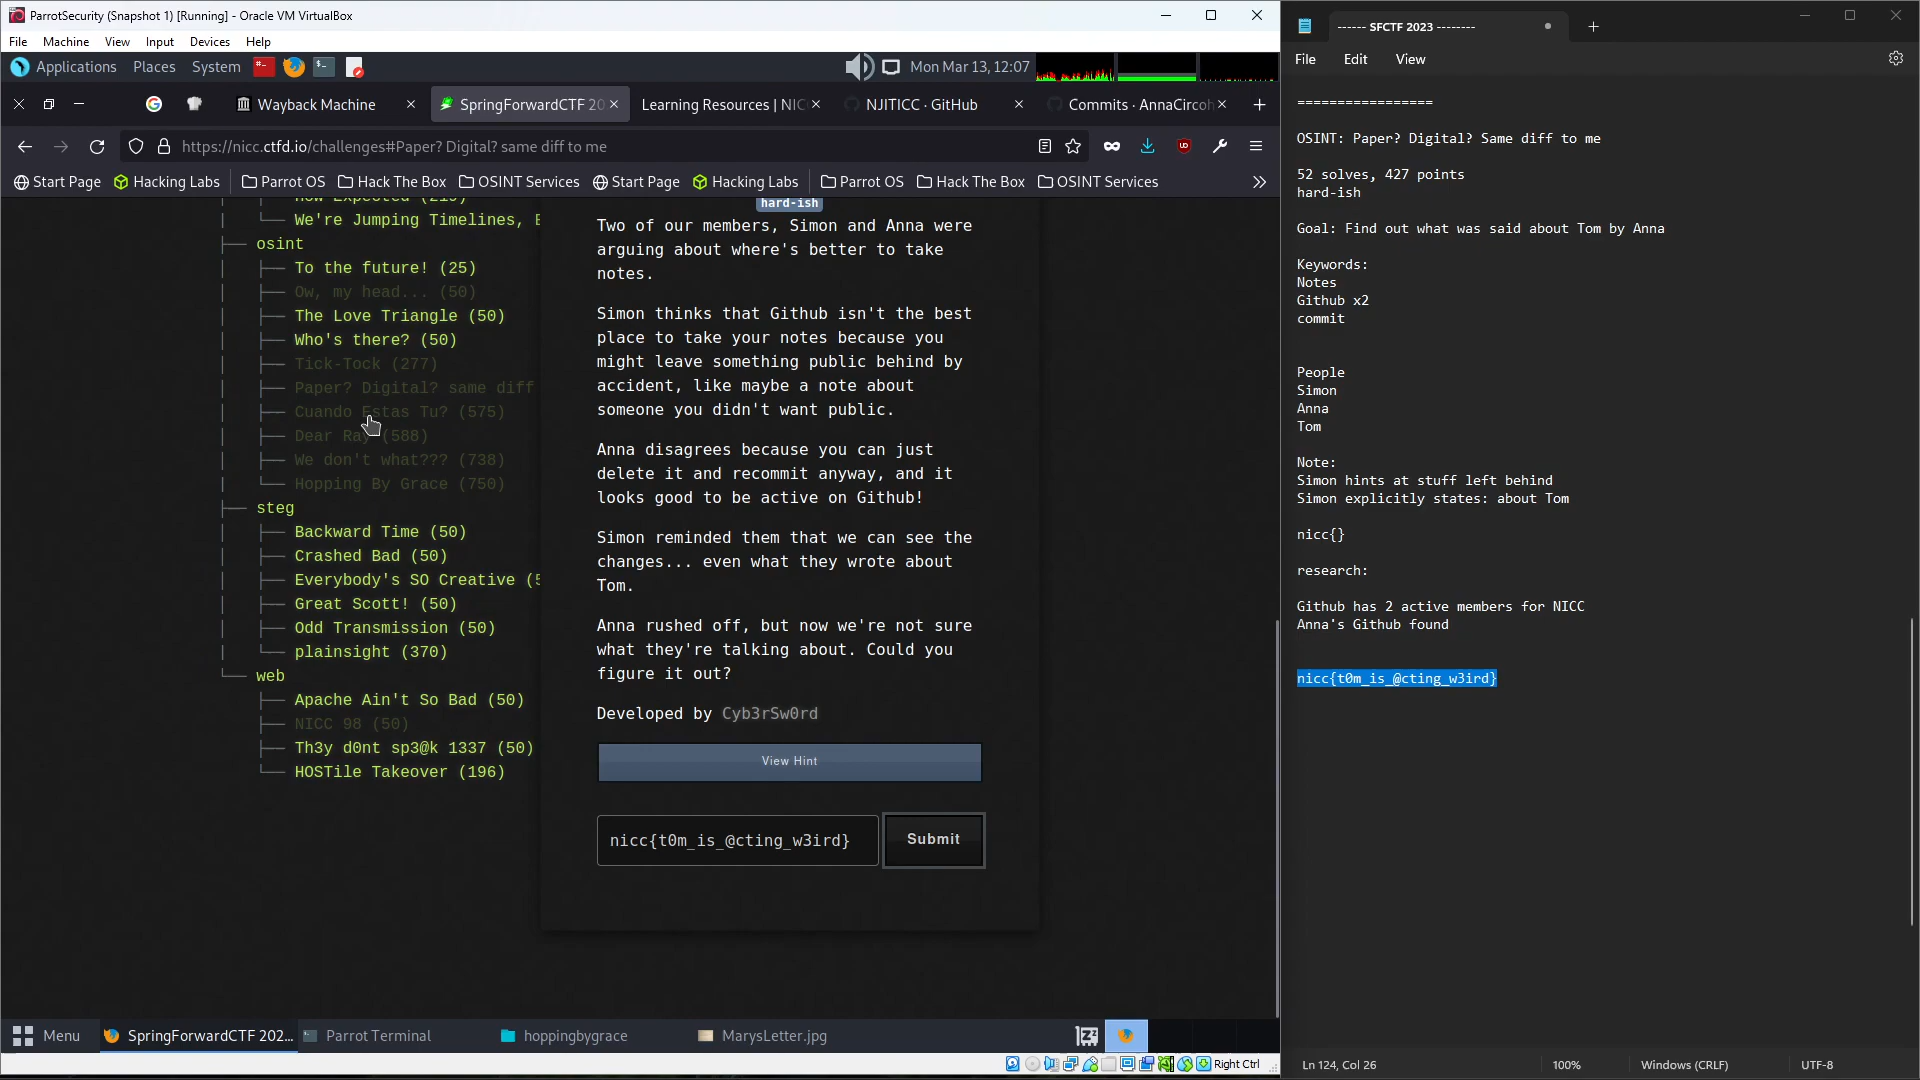 ParrotSecurity (Snapshot 1) [Running] - Oracle VM VirtualBox
File Machine View Input Devices Help
Applications Places System Mon Mar 13, 12:07
Wayback Machine SpringForwardCTF 20 Learning Resources | NIC NJITICC · GitHub Commits · AnnaCircoh
https://nicc.ctfd.io/challenges#Paper? Digital? same diff to me
Start Page Hacking Labs Parrot OS Hack The Box OSINT Services Start Page Hacking Labs Parrot OS Hack The Box OSINT Services
We're Jumping Timelines, E
osint
To the future! (25)
Ow, my head... (50)
The Love Triangle (50)
Who's there? (50)
Tick-Tock (277)
Paper? Digital? same diff
Cuando Estas Tu? (575)
Dear Ray (588)
We don't what??? (738)
Hopping By Grace (750)
steg
Backward Time (50)
Crashed Bad (50)
Everybody's SO Creative (5
Great Scott! (50)
Odd Transmission (50)
plainsight (370)
web
Apache Ain't So Bad (50)
NICC 98 (50)
Th3y d0nt sp3@k 1337 (50)
HOSTile Takeover (196)
hard-ish
Two of our members, Simon and Anna were
arguing about where's better to take
notes.
Simon thinks that Github isn't the best
place to take your notes because you
might leave something public behind by
accident, like maybe a note about
someone you didn't want public.
Anna disagrees because you can just
delete it and recommit anyway, and it
looks good to be active on Github!
Simon reminded them that we can see the
changes... even what they wrote about
Tom.
Anna rushed off, but now we're not sure
what they're talking about. Could you
figure it out?
Developed by Cyb3rSw0rd
View Hint
nicc{t0m_is_@cting_w3ird} Submit
Menu SpringForwardCTF 202... Parrot Terminal hoppingbygrace MarysLetter.jpg
Right Ctrl
------ SFCTF 2023 --------
File Edit View
=================
OSINT: Paper? Digital? Same diff to me
52 solves, 427 points
hard-ish
Goal: Find out what was said about Tom by Anna
Keywords:
Notes
Github x2
commit
People
Simon
Anna
Tom
Note:
Simon hints at stuff left behind
Simon explicitly states: about Tom
nicc{}
research:
Github has 2 active members for NICC
Anna's Github found
nicc{t0m_is_@cting_w3ird}
Ln 124, Col 26 100% Windows (CRLF) UTF-8